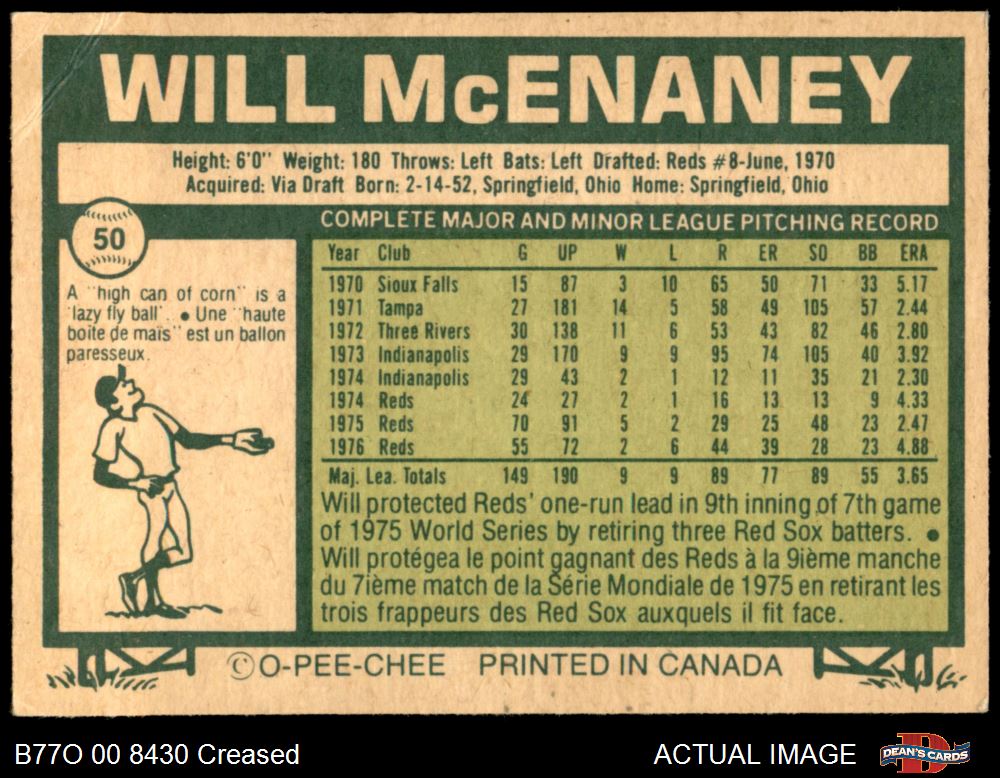 WILL McENANEY
Height: 6'0" Weight: 180 Throws: Left Bats: Left Drafted: Reds #8-June, 1970
Acquired: Via Draft Born: 2-14-52, Springfield, Ohio Home: Springfield, Ohio
50
A "high can of corn" is a
'lazy fly ball'. ● Une "haute
boîte de maïs" est un ballon
paresseux.
COMPLETE MAJOR AND MINOR LEAGUE PITCHING RECORD
Year Club G UP W L R ER SO BB ERA
1970 Sioux Falls 15 87 3 10 65 50 71 33 5.17
1971 Tampa 27 181 14 5 58 49 105 57 2.44
1972 Three Rivers 30 138 11 6 53 43 82 46 2.80
1973 Indianapolis 29 170 9 9 95 74 105 40 3.92
1974 Indianapolis 29 43 2 1 12 11 35 21 2.30
1974 Reds 24 27 2 1 16 13 13 9 4.33
1975 Reds 70 91 5 2 29 25 48 23 2.47
1976 Reds 55 72 2 6 44 39 28 23 4.88
Maj. Lea. Totals 149 190 9 9 89 77 89 55 3.65
Will protected Reds' one-run lead in 9th inning of 7th game
of 1975 World Series by retiring three Red Sox batters. ●
Will protégea le point gagnant des Reds à la 9ième manche
du 7ième match de la Série Mondiale de 1975 en retirant les
trois frappeurs des Red Sox auxquels il fit face.
© O-PEE-CHEE PRINTED IN CANADA
B77O 00 8430 Creased
ACTUAL IMAGE
DEAN'S CARDS